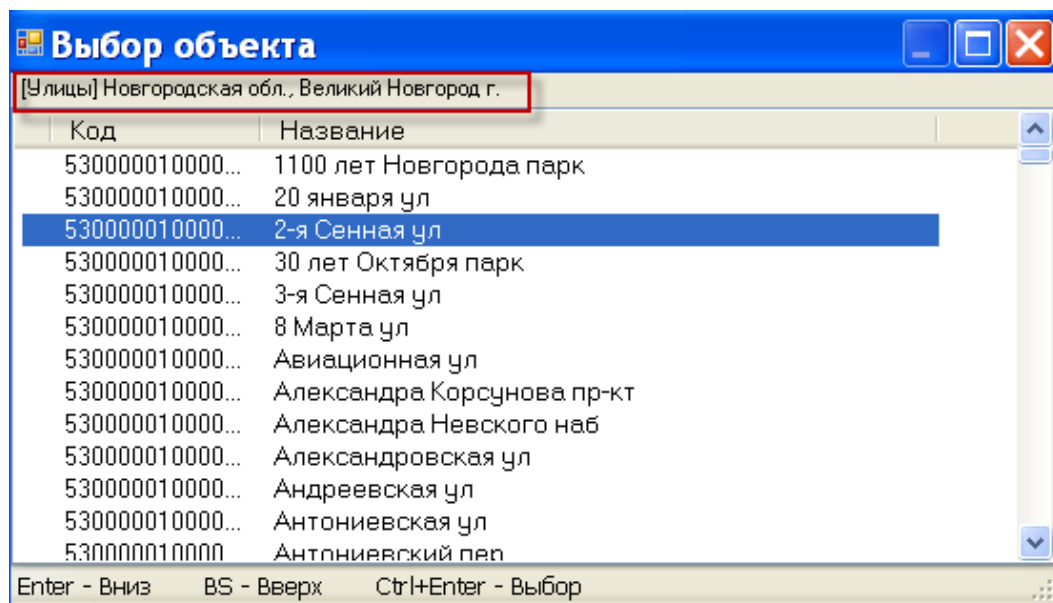 Выбор объекта
[Улицы] Новгородская обл., Великий Новгород г.
Код Название
530000010000... 1100 лет Новгорода парк
530000010000... 20 января ул
530000010000... 2-я Сенная ул
530000010000... 30 лет Октября парк
530000010000... 3-я Сенная ул
530000010000... 8 Марта ул
530000010000... Авиационная ул
530000010000... Александра Корсунова пр-кт
530000010000... Александра Невского наб
530000010000... Александровская ул
530000010000... Андреевская ул
530000010000... Антониевская ул
530000010000... Антониевский пер
Enter - Вниз BS - Вверх Ctrl+Enter - Выбор